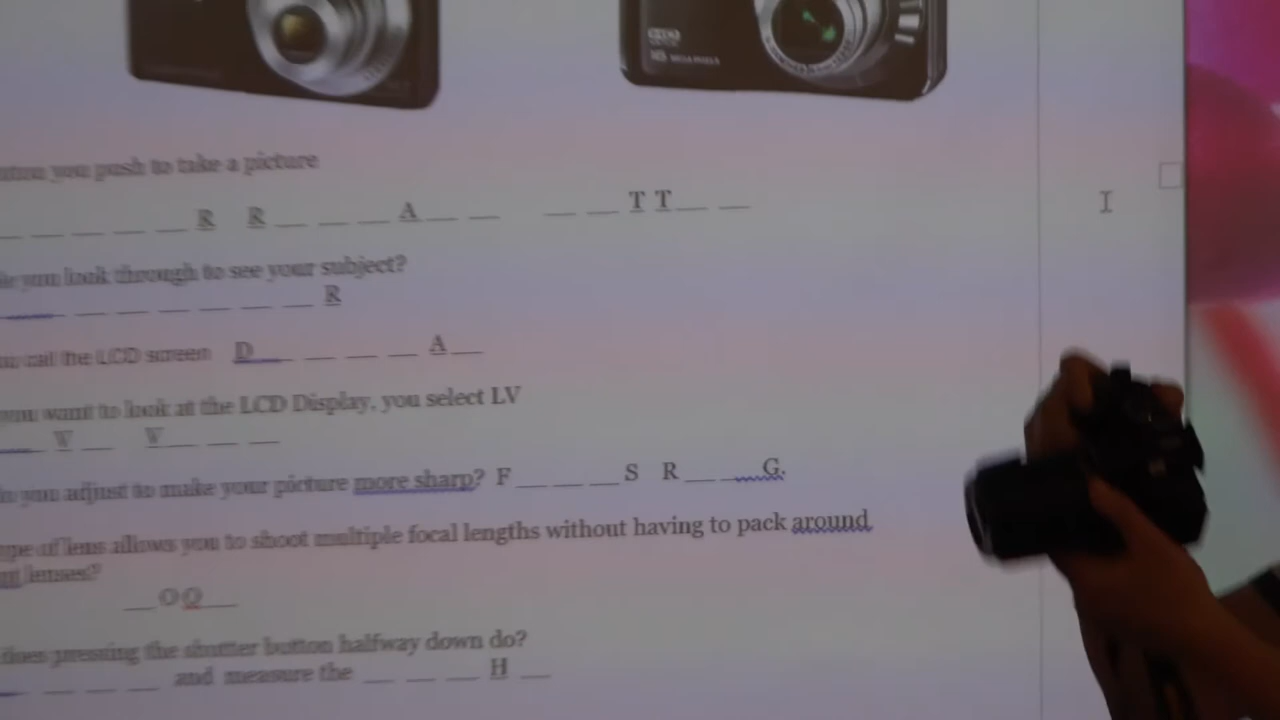 you push to take a picture
_ _ _ _ _ R R _ _ _ A _ _ _ _ T T _ _
you look through to see your subject?
_ _ _ _ _ _ _ R
call the LCD screen D _ _ _ _ A _
you want to look at the LCD Display, you select LV
_ V _ V _ _ _
you adjust to make your picture more sharp? F _ _ _ S R _ _ G.
of lens allows you to shoot multiple focal lengths without having to pack around
lenses?
_ O O _
does pressing the shutter button halfway down do?
_ _ _ _ and measure the _ _ _ H _